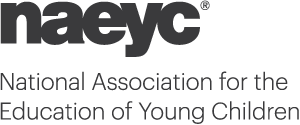 naeyc®
National Association for the
Education of Young Children